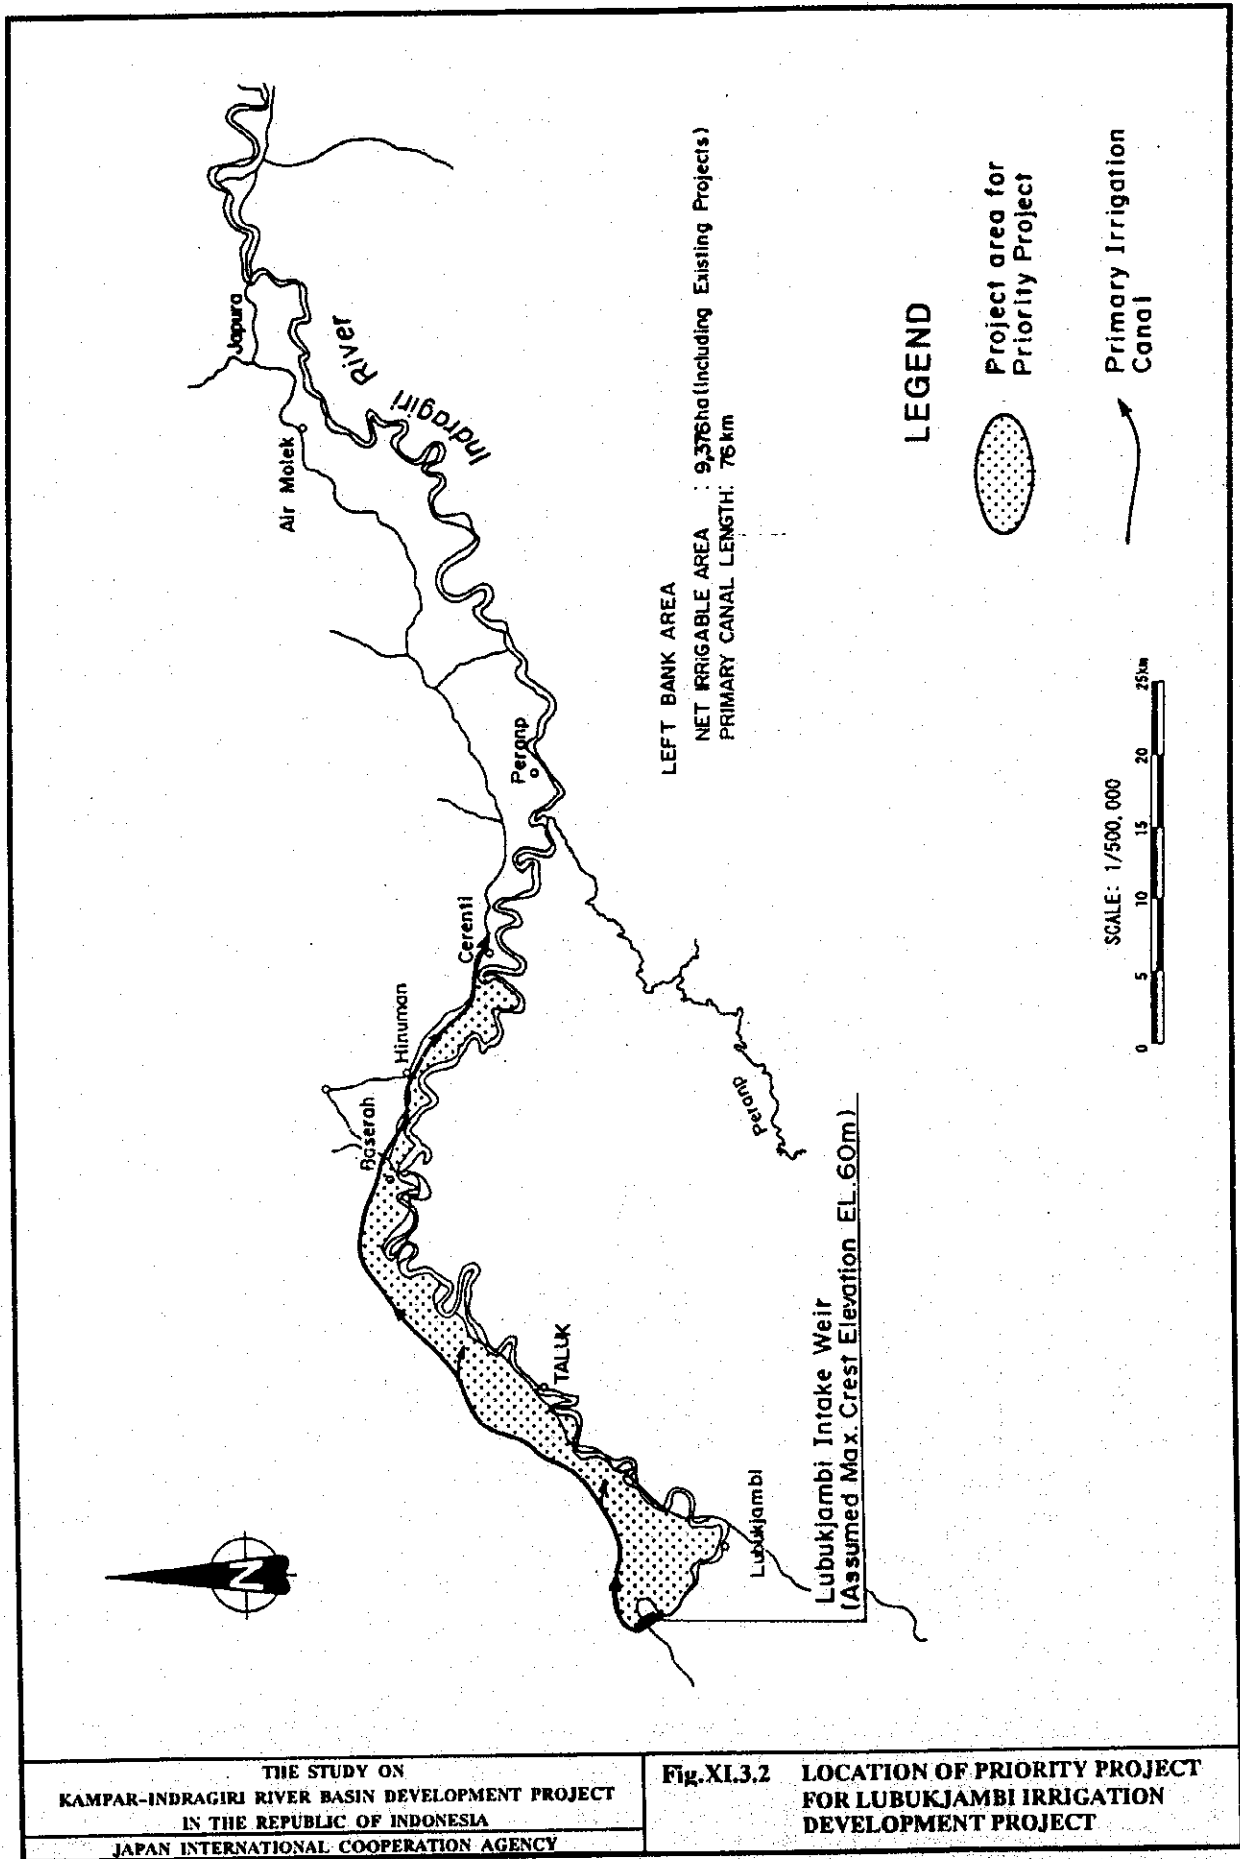 Japura
Air Molek
Indragiri River
Peranp
Cerenti
Hinuman
Baserah
TALUK
Lubukjambi
Peranp
LEFT BANK AREA
NET IRRIGABLE AREA : 9,376ha(Including Existing Projects)
PRIMARY CANAL LENGTH: 76km
Lubukjambi Intake Weir
(Assumed Max. Crest Elevation EL.60m)
LEGEND
Project area for
Priority Project
Primary Irrigation
Canal
SCALE: 1/500,000
0 5 10 15 20 25km
N
THE STUDY ON
KAMPAR-INDRAGIRI RIVER BASIN DEVELOPMENT PROJECT
IN THE REPUBLIC OF INDONESIA
JAPAN INTERNATIONAL COOPERATION AGENCY
Fig.XI.3.2 LOCATION OF PRIORITY PROJECT
FOR LUBUKJAMBI IRRIGATION
DEVELOPMENT PROJECT